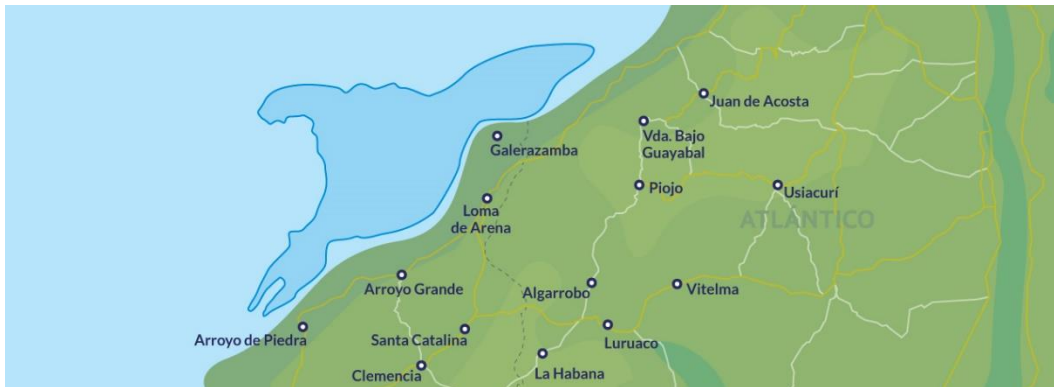 Juan de Acosta
Vda. Bajo
Guayabal
Galerazamba
Piojo
Usiacurí
Loma
de Arena
ATLÁNTICO
Arroyo Grande
Algarrobo
Vitelma
Arroyo de Piedra
Santa Catalina
Luruaco
Clemencia
La Habana